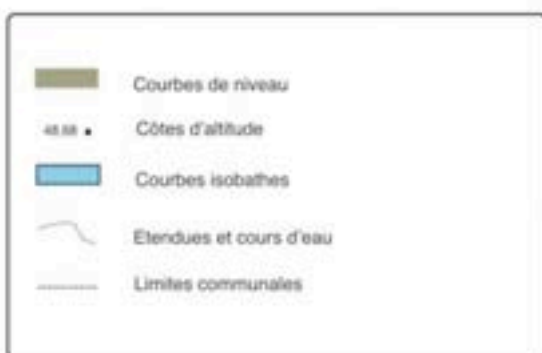 Courbes de niveau
48.68 Côtes d'altitude
Courbes isobathes
Etendues et cours d'eau
Limites communales